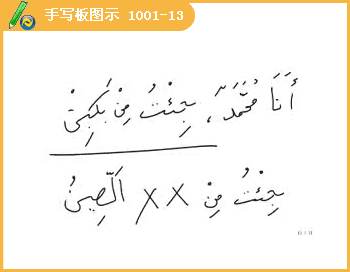 手写板图示 1001-13
أَنَا مُحَمَّدٌ، جِئْتُ مِنْ بَكِينْ
جِئْتُ مِنْ XX اَلصِّينُ